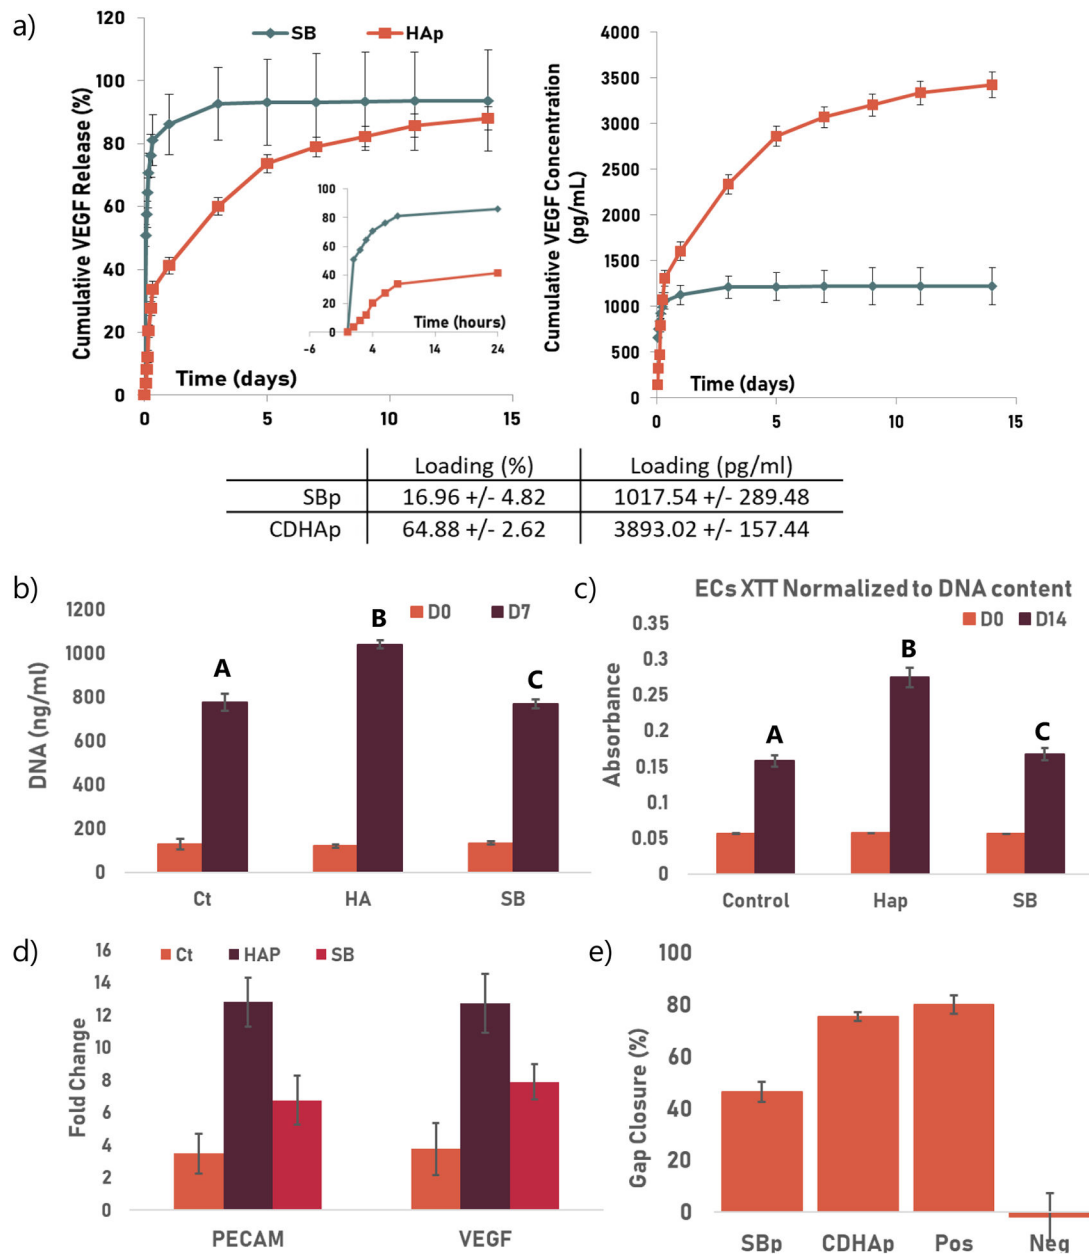 a)
SB
HAp
Cumulative VEGF Release (%)
120
100
80
60
40
20
0
0
5
10
15
Time (days)
100
80
60
40
20
0
-6
4
14
24
Time (hours)
Cumulative VEGF Concentration
(pg/mL)
4000
3500
3000
2500
2000
1500
1000
500
0
0
5
10
15
Time (days)
Loading (%) Loading (pg/ml)
SBp 16.96 +/- 4.82 1017.54 +/- 289.48
CDHAp 64.88 +/- 2.62 3893.02 +/- 157.44
b)
DNA (ng/ml)
1200
1000
800
600
400
200
0
D0 D7
A
B
C
Ct HA SB
c)
ECs XTT Normalized to DNA content
Absorbance
0.35
0.3
0.25
0.2
0.15
0.1
0.05
0
D0 D14
A
B
C
Control Hap SB
d)
Fold Change
16
14
12
10
8
6
4
2
0
Ct HAP SB
PECAM VEGF
e)
Gap Closure (%)
100
80
60
40
20
0
SBp CDHAp Pos Neg